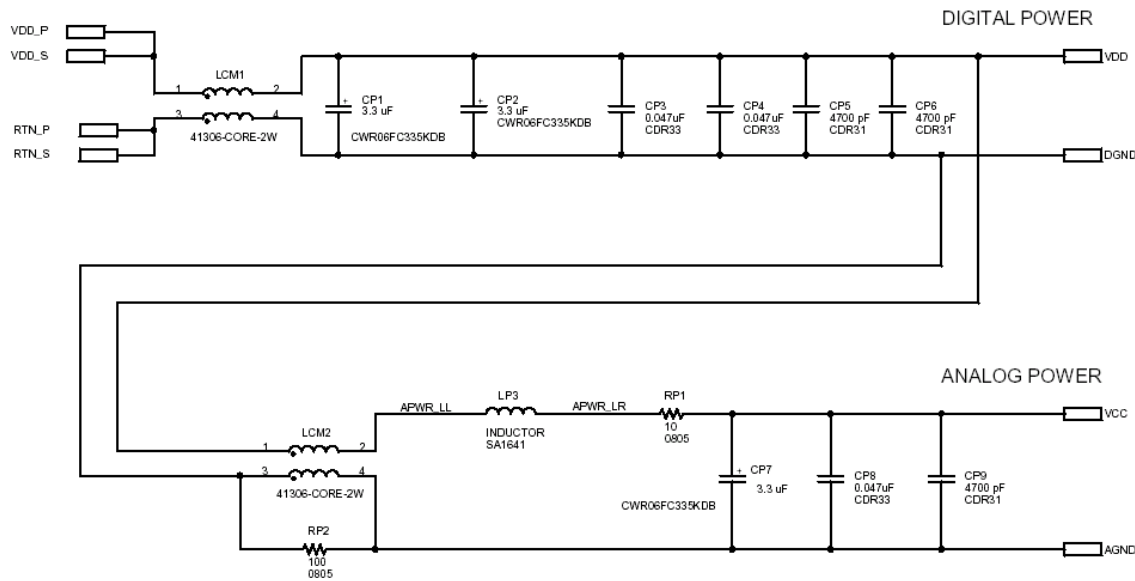 DIGITAL POWER
VDD_P
VDD_S
VDD
LCM1
1
2
3
4
41306-CORE-2W
RTN_P
RTN_S
CP1
3.3 uF
CWR06FC335KDB
CP2
3.3 uF
CWR06FC335KDB
CP3
0.047uF
CDR33
CP4
0.047uF
CDR33
CP5
4700 pF
CDR31
CP6
4700 pF
CDR31
DGND
ANALOG POWER
LCM2
1
2
3
4
41306-CORE-2W
APWR_LL
LP3
INDUCTOR
SA1641
APWR_LR
RP1
10
0805
VCC
CP7
3.3 uF
CWR06FC335KDB
CP8
0.047uF
CDR33
CP9
4700 pF
CDR31
RP2
100
0805
AGND